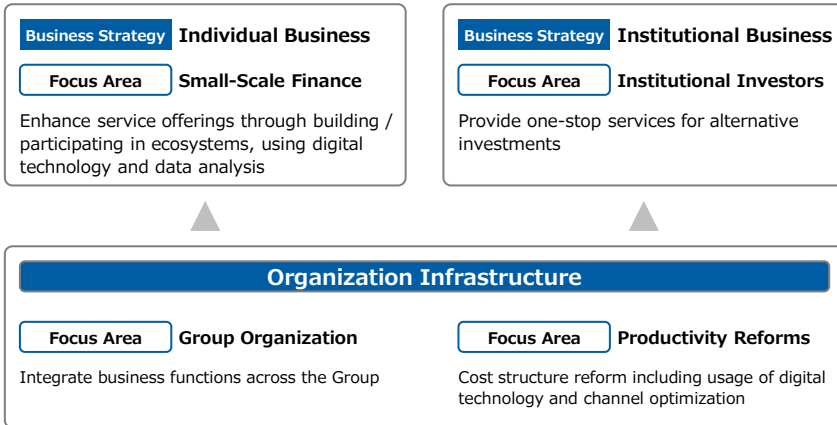 Business Strategy Individual Business
Focus Area Small-Scale Finance
Enhance service offerings through building /
participating in ecosystems, using digital
technology and data analysis
Business Strategy Institutional Business
Focus Area Institutional Investors
Provide one-stop services for alternative
investments
Organization Infrastructure
Focus Area Group Organization
Integrate business functions across the Group
Focus Area Productivity Reforms
Cost structure reform including usage of digital
technology and channel optimization